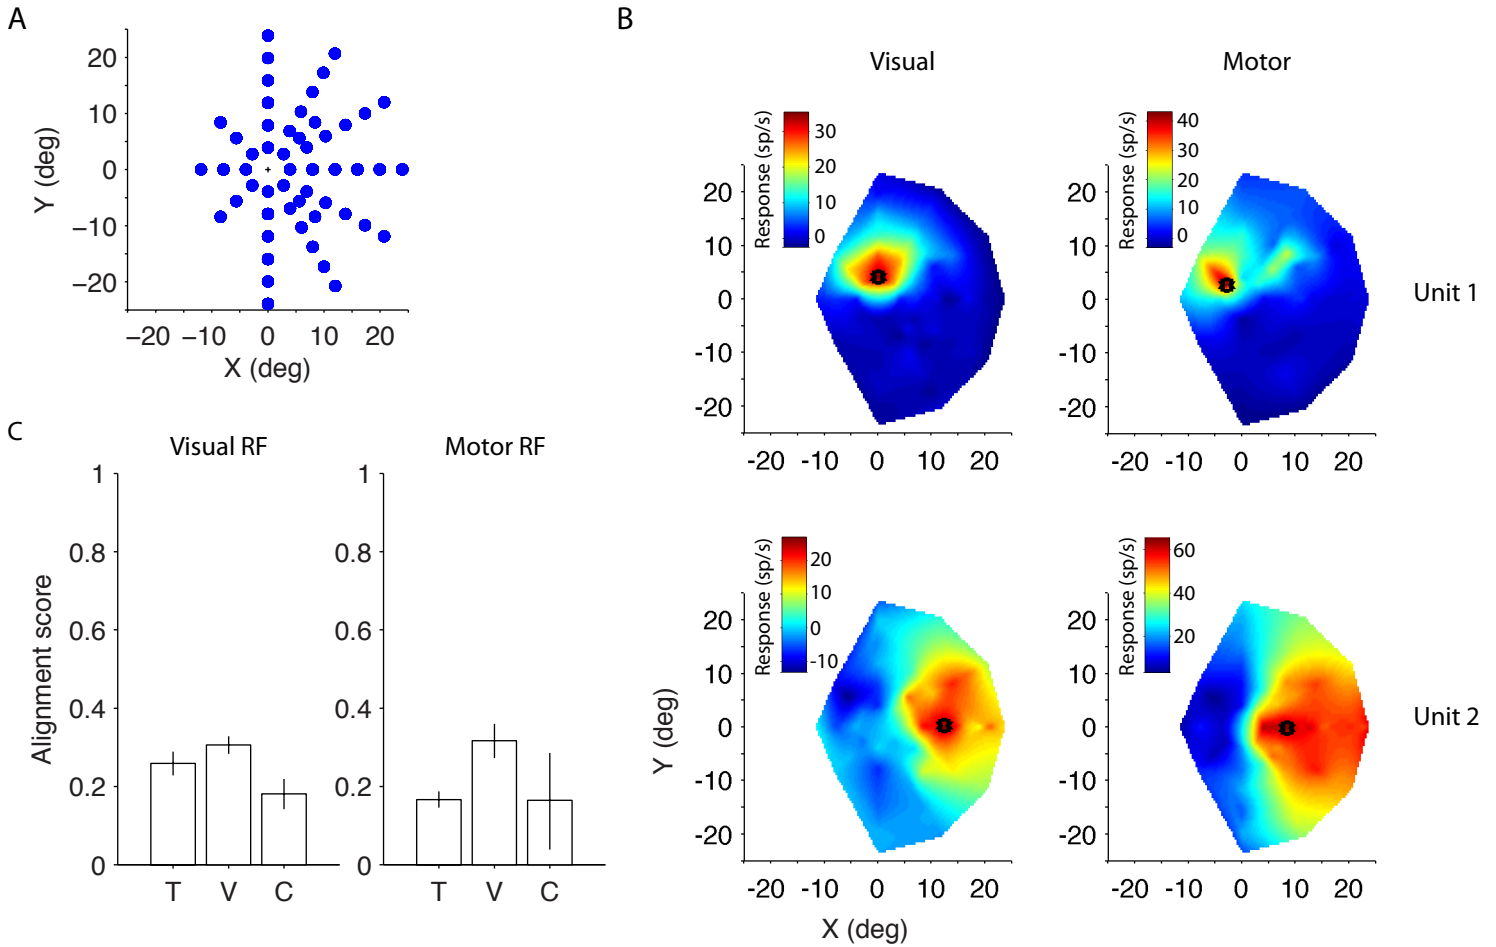 A
Y (deg)
20
10
0
−10
−20
−20 −10 0 10 20
X (deg)
B
Visual Motor
Response (sp/s)
30
20
10
0
20
10
0
-10
-20
-20 -10 0 10 20
Response (sp/s)
40
30
20
10
0
20
10
0
-10
-20
-20 -10 0 10 20
Unit 1
Response (sp/s)
20
10
0
-10
Y (deg)
20
10
0
-10
-20
-20 -10 0 10 20
X (deg)
Response (sp/s)
60
40
20
20
10
0
-10
-20
-20 -10 0 10 20
Unit 2
C
Visual RF Motor RF
Alignment score
1
0.8
0.6
0.4
0.2
0
T V C
1
0.8
0.6
0.4
0.2
0
T V C